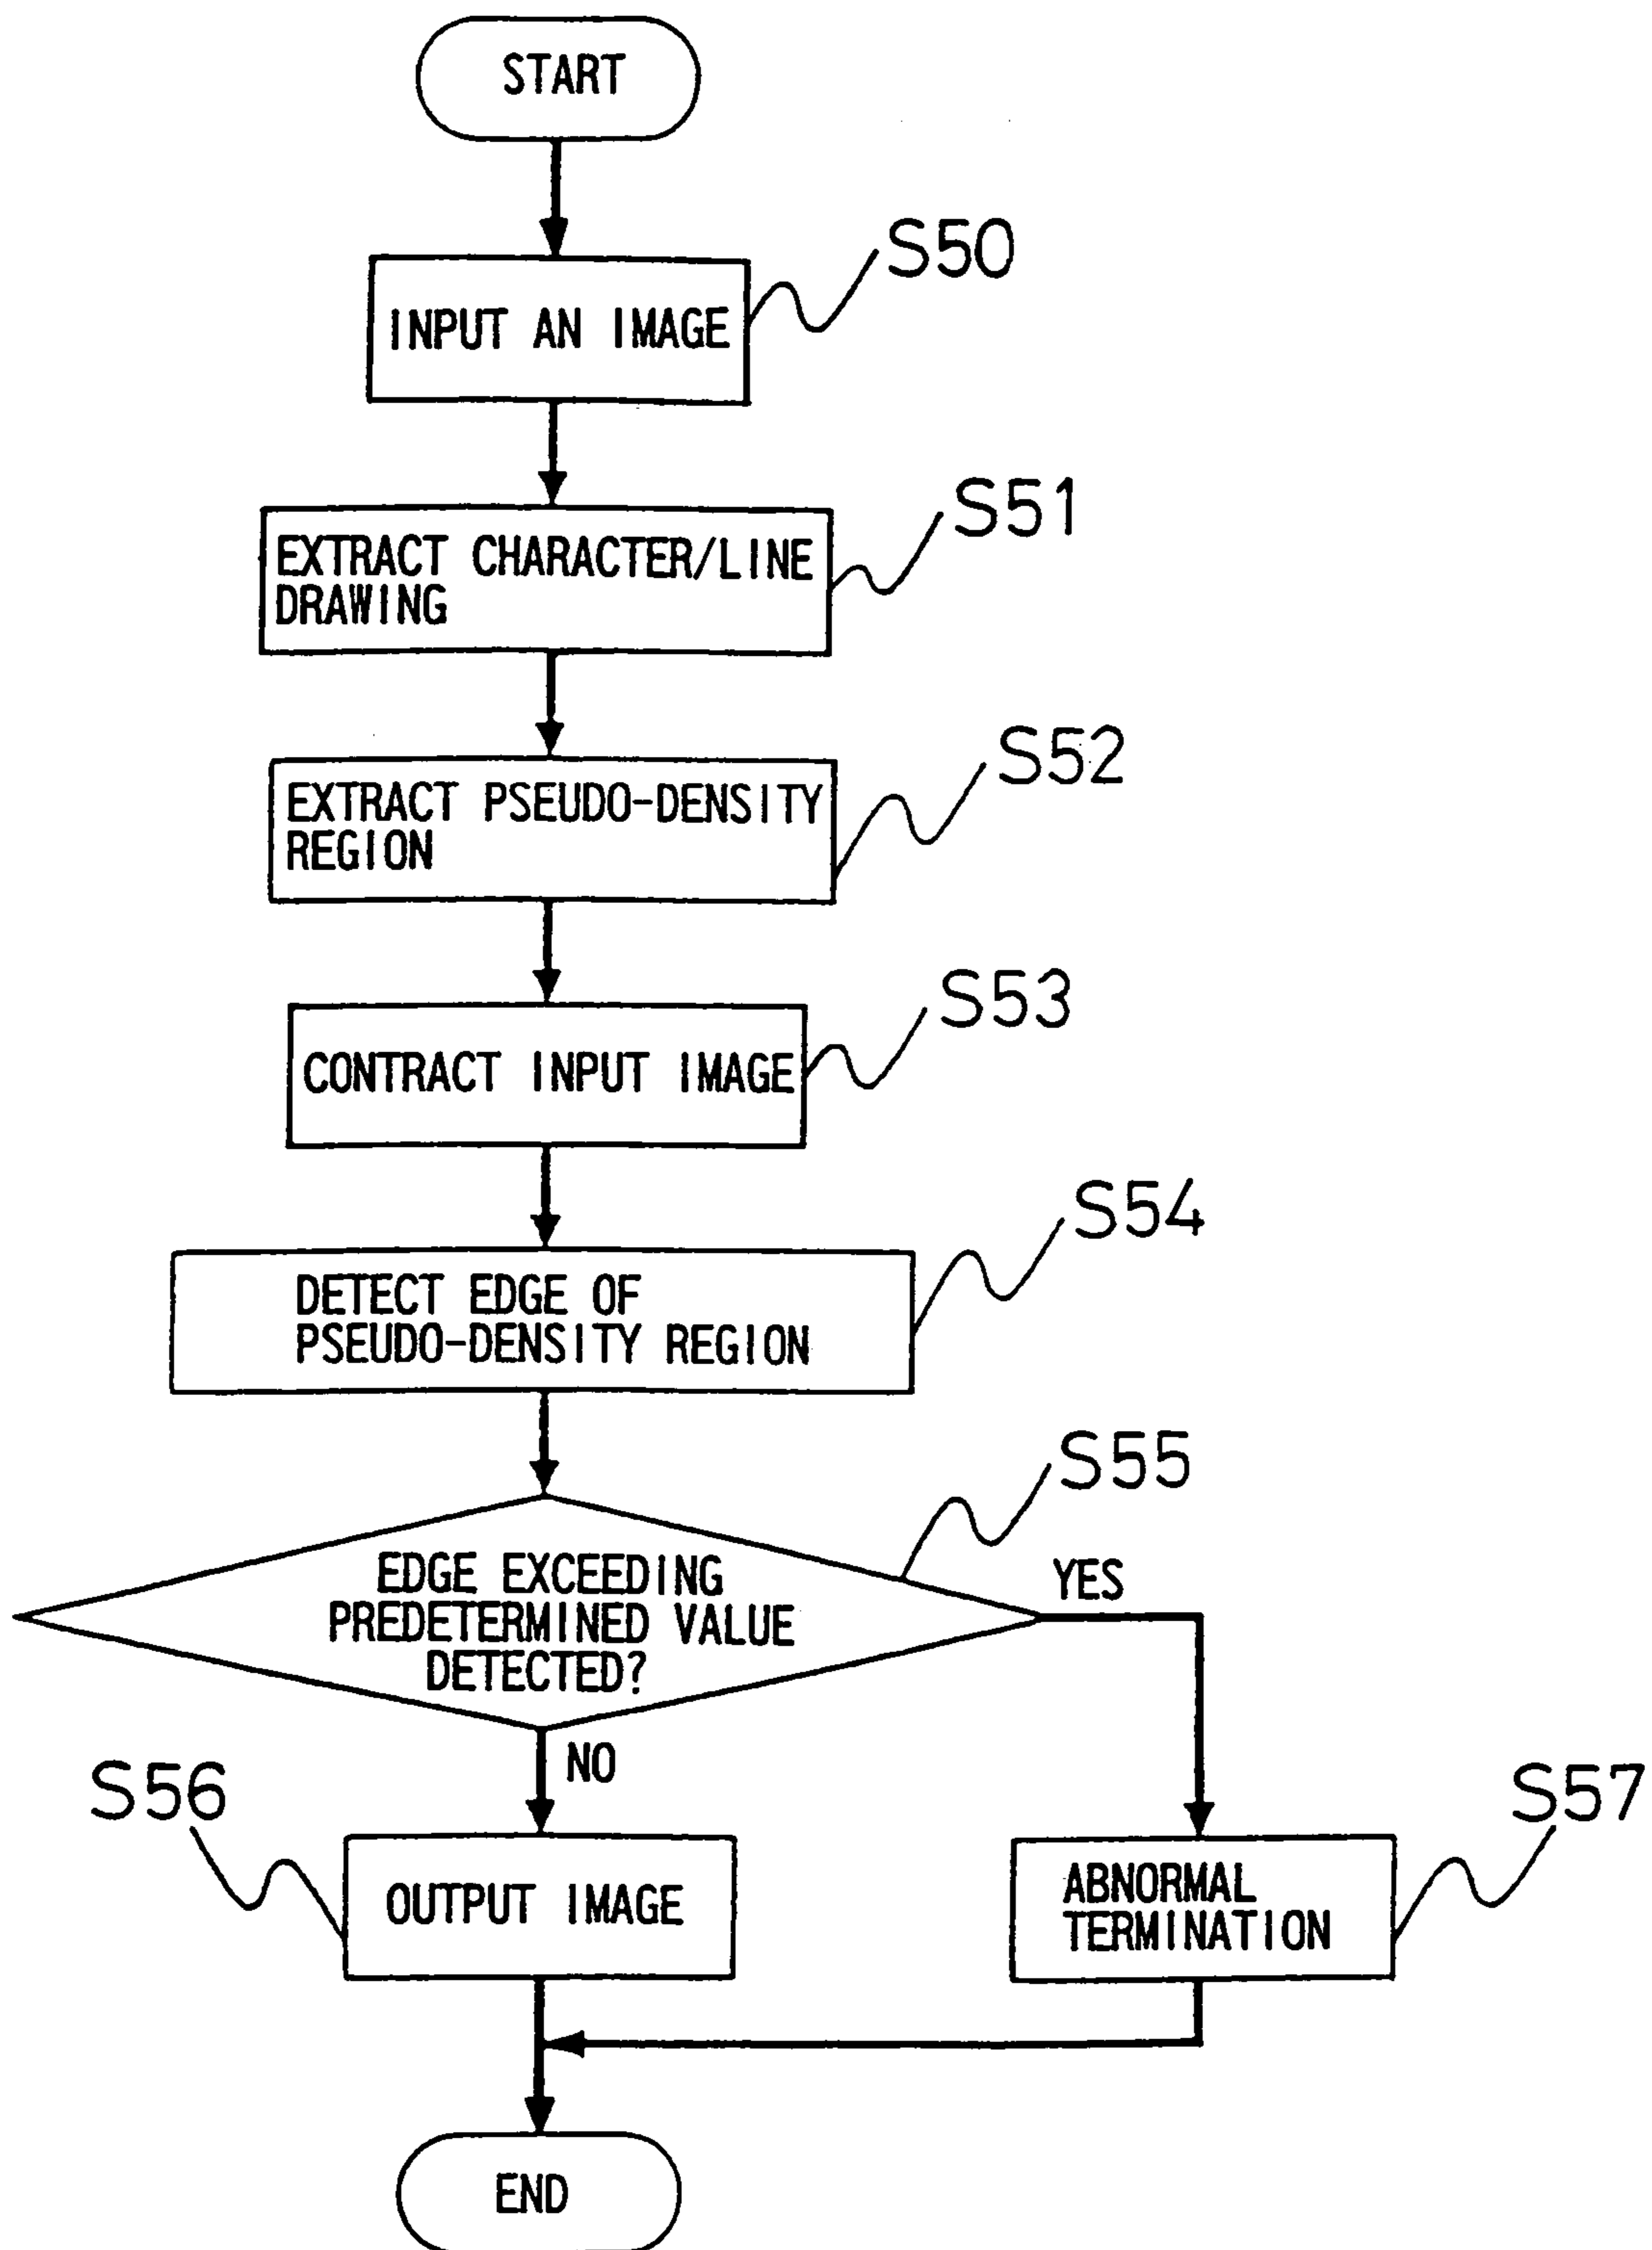 START
S50
INPUT AN IMAGE
S51
EXTRACT CHARACTER/LINE
DRAWING
S52
EXTRACT PSEUDO-DENSITY
REGION
S53
CONTRACT INPUT IMAGE
S54
DETECT EDGE OF
PSEUDO-DENSITY REGION
S55
EDGE EXCEEDING
PREDETERMINED VALUE
DETECTED?
YES
NO
S56
OUTPUT IMAGE
S57
ABNORMAL
TERMINATION
END